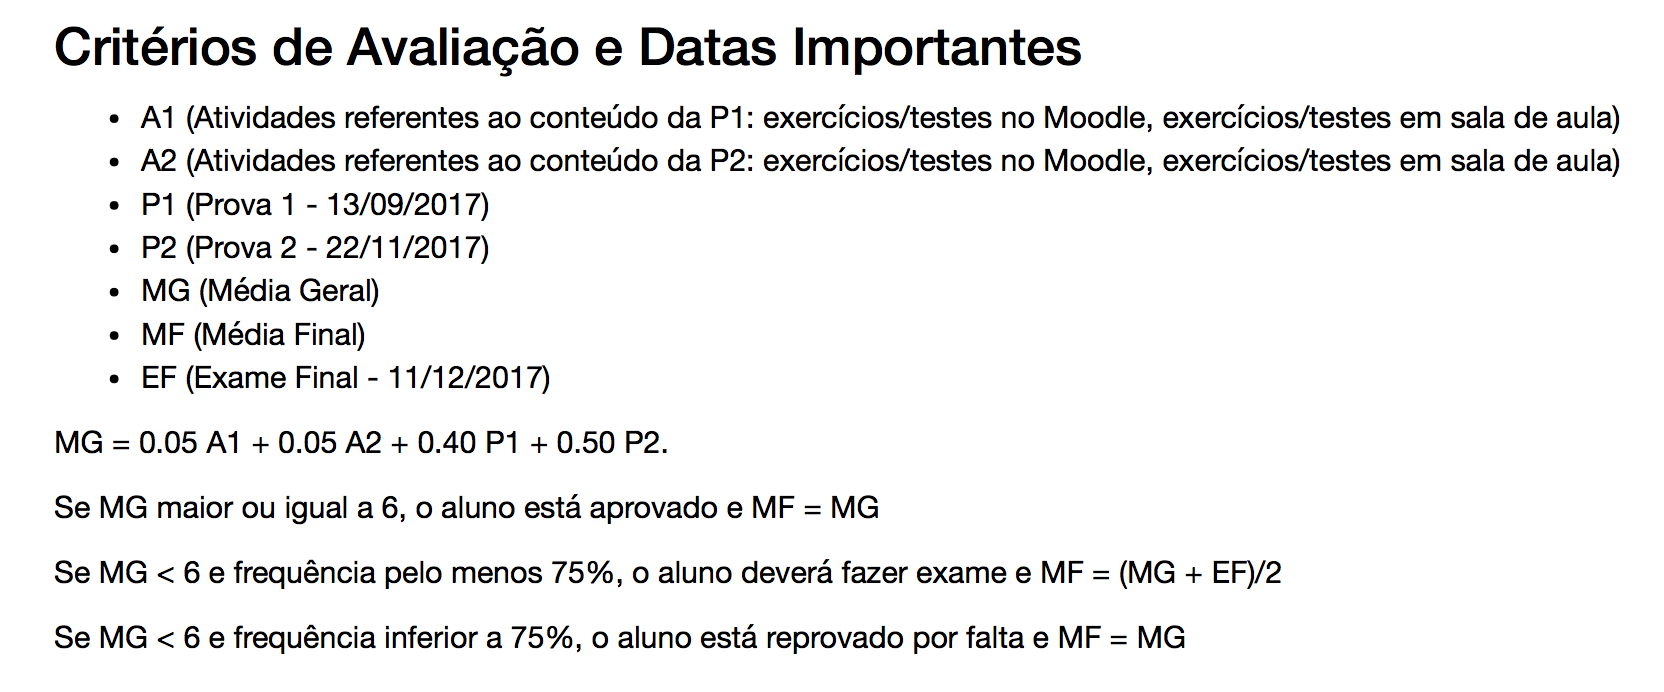 Critérios de Avaliação e Datas Importantes
• A1 (Atividades referentes ao conteúdo da P1: exercícios/testes no Moodle, exercícios/testes em sala de aula)
• A2 (Atividades referentes ao conteúdo da P2: exercícios/testes no Moodle, exercícios/testes em sala de aula)
• P1 (Prova 1 - 13/09/2017)
• P2 (Prova 2 - 22/11/2017)
• MG (Média Geral)
• MF (Média Final)
• EF (Exame Final - 11/12/2017)
MG = 0.05 A1 + 0.05 A2 + 0.40 P1 + 0.50 P2.
Se MG maior ou igual a 6, o aluno está aprovado e MF = MG
Se MG < 6 e frequência pelo menos 75%, o aluno deverá fazer exame e MF = (MG + EF)/2
Se MG < 6 e frequência inferior a 75%, o aluno está reprovado por falta e MF = MG